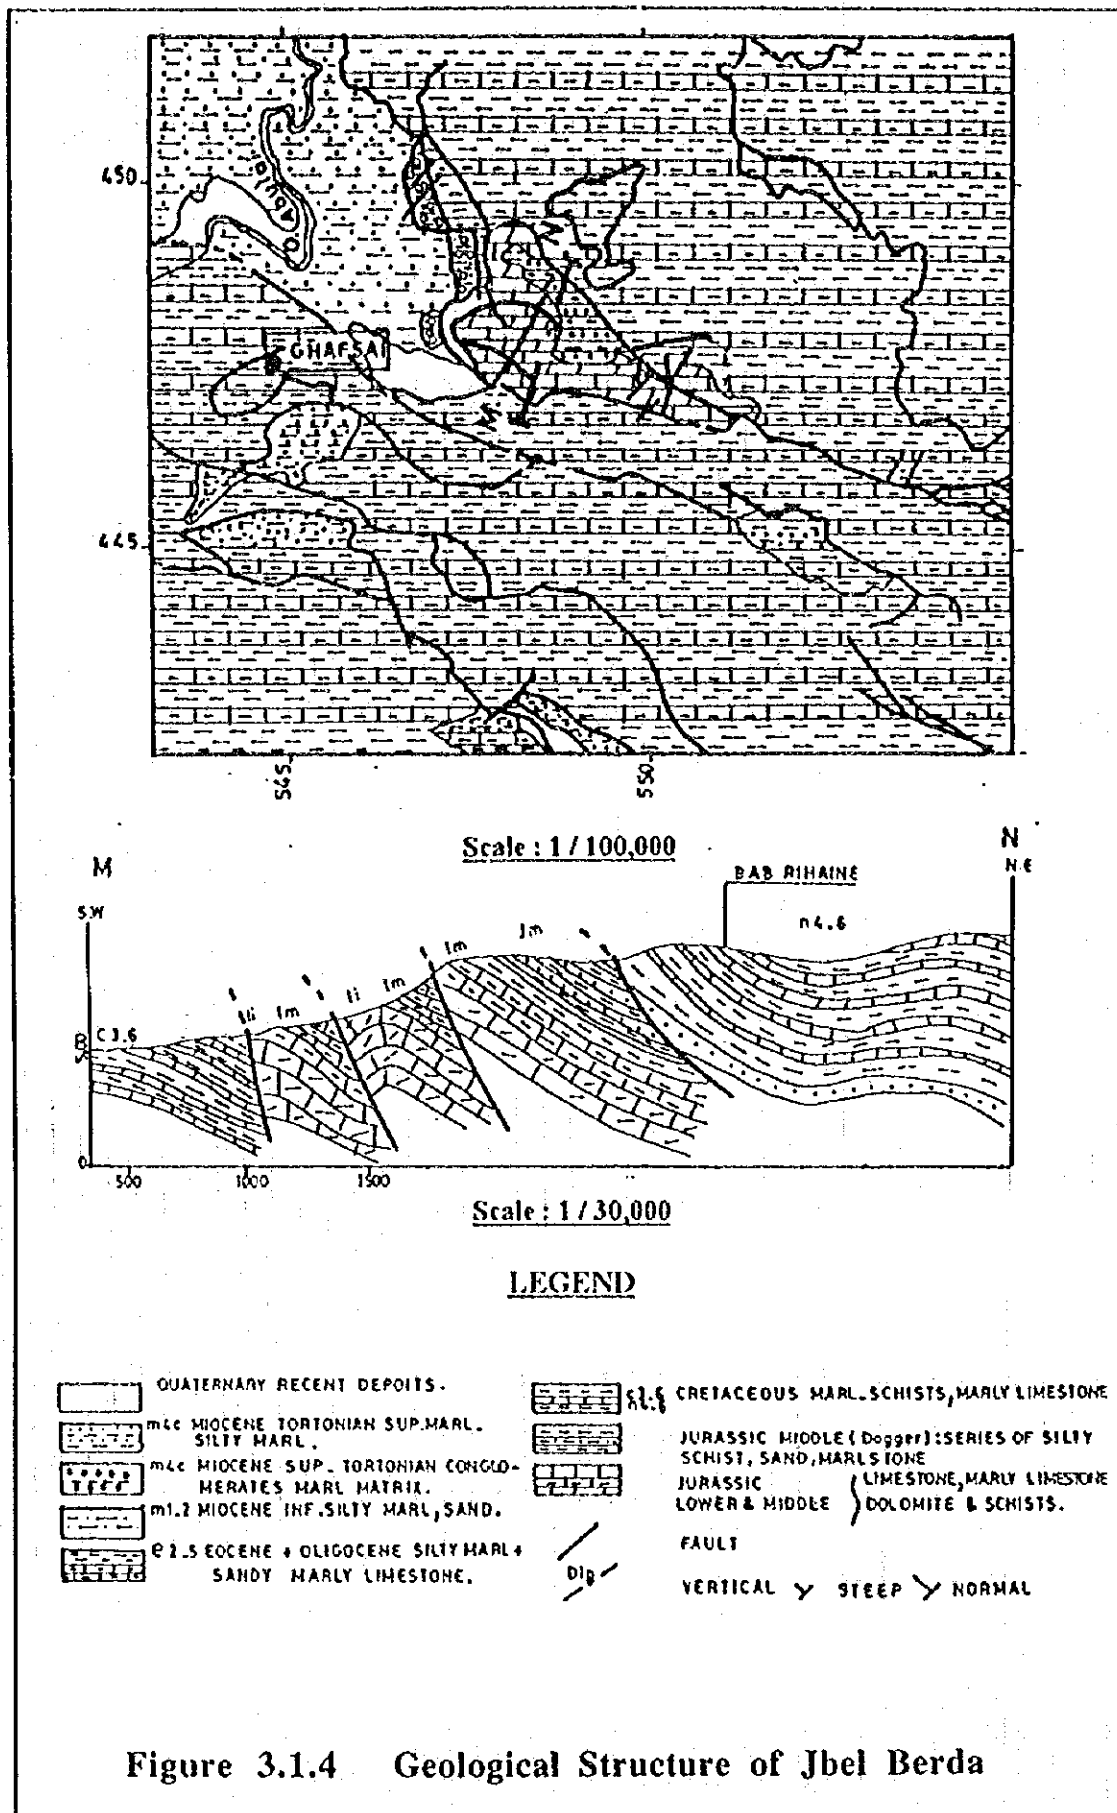 450
Aoulai
O.
GHAFSAI
N
M
445
545
550
Scale : 1 / 100,000
M
N
S.W
N.E
BAB RIHAINE
n4.6
Jm
lm
lm
li
lm
C3.6
0
500
1000
1500
Scale : 1 / 30,000
LEGEND
QUATERNARY RECENT DEPOITS.
m4c MIOCENE TORTONIAN SUP.MARL.
SILTY MARL.
m4c MIOCENE SUP. TORTONIAN CONGLO-
MERATES MARL MATRIX.
m1.2 MIOCENE INF.SILTY MARL, SAND.
e2.5 EOCENE + OLIGOCENE SILTY MARL +
SANDY MARLY LIMESTONE.
CRETACEOUS MARL.SCHISTS, MARLY LIMESTONE
JURASSIC MIDDLE (Dogger):SERIES OF SILTY
SCHIST, SAND, MARLSTONE
JURASSIC LIMESTONE, MARLY LIMESTONE
LOWER & MIDDLE DOLOMITE & SCHISTS.
FAULT
Dip
VERTICAL STEEP NORMAL
Figure 3.1.4 Geological Structure of Jbel Berda